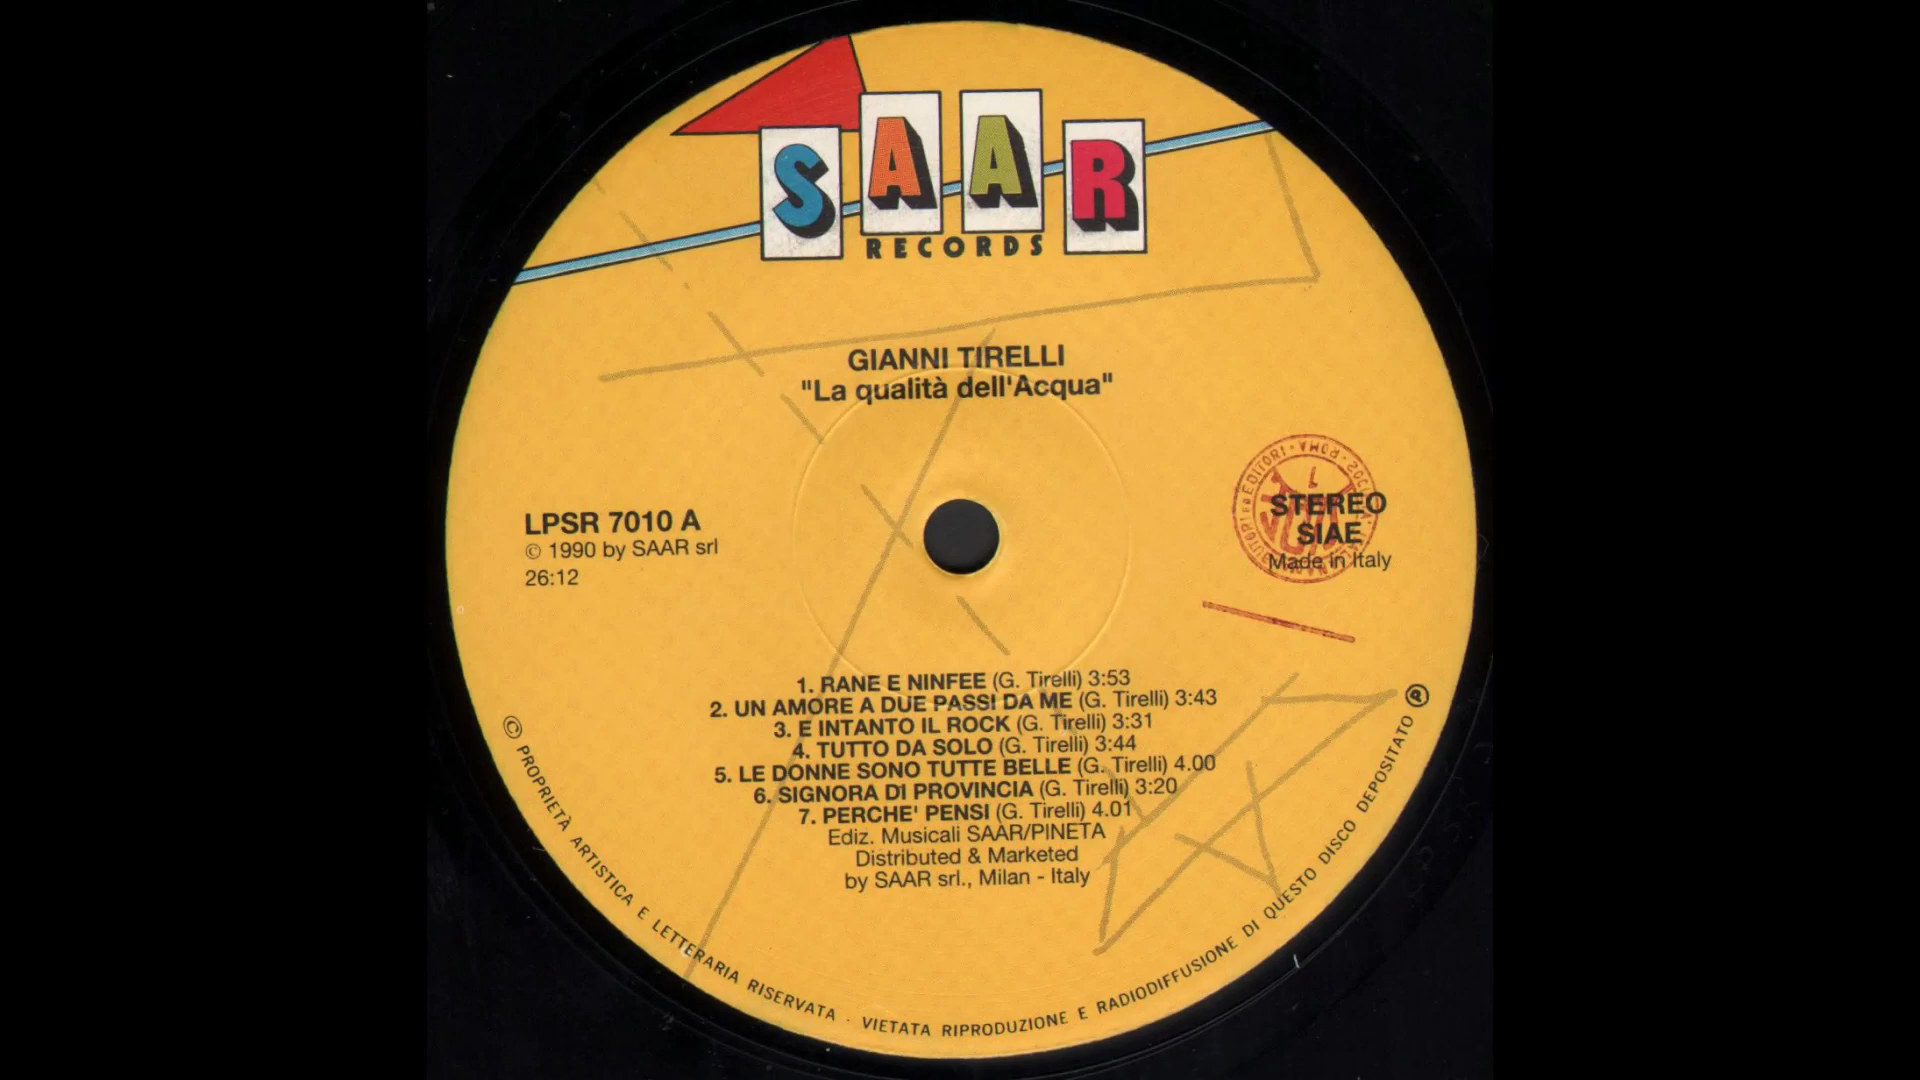 SAAR
RECORDS
GIANNI TIRELLI
"La qualità dell'Acqua"
LPSR 7010 A
© 1990 by SAAR srl
26:12
STEREO
SIAE
Made in Italy
1. RANE E NINFEE (G. Tirelli) 3:53
2. UN AMORE A DUE PASSI DA ME (G. Tirelli) 3:43
3. E INTANTO IL ROCK (G. Tirelli) 3:31
4. TUTTO DA SOLO (G. Tirelli) 3:44
5. LE DONNE SONO TUTTE BELLE (G. Tirelli) 4.00
6. SIGNORA DI PROVINCIA (G. Tirelli) 3:20
7. PERCHE' PENSI (G. Tirelli) 4.01
Ediz. Musicali SAAR/PINETA
Distributed & Marketed
by SAAR srl., Milan - Italy
© PROPRIETÀ ARTISTICA E LETTERARIA RISERVATA · VIETATA RIPRODUZIONE E RADIODIFFUSIONE DI QUESTO DISCO DEPOSITATO ℗